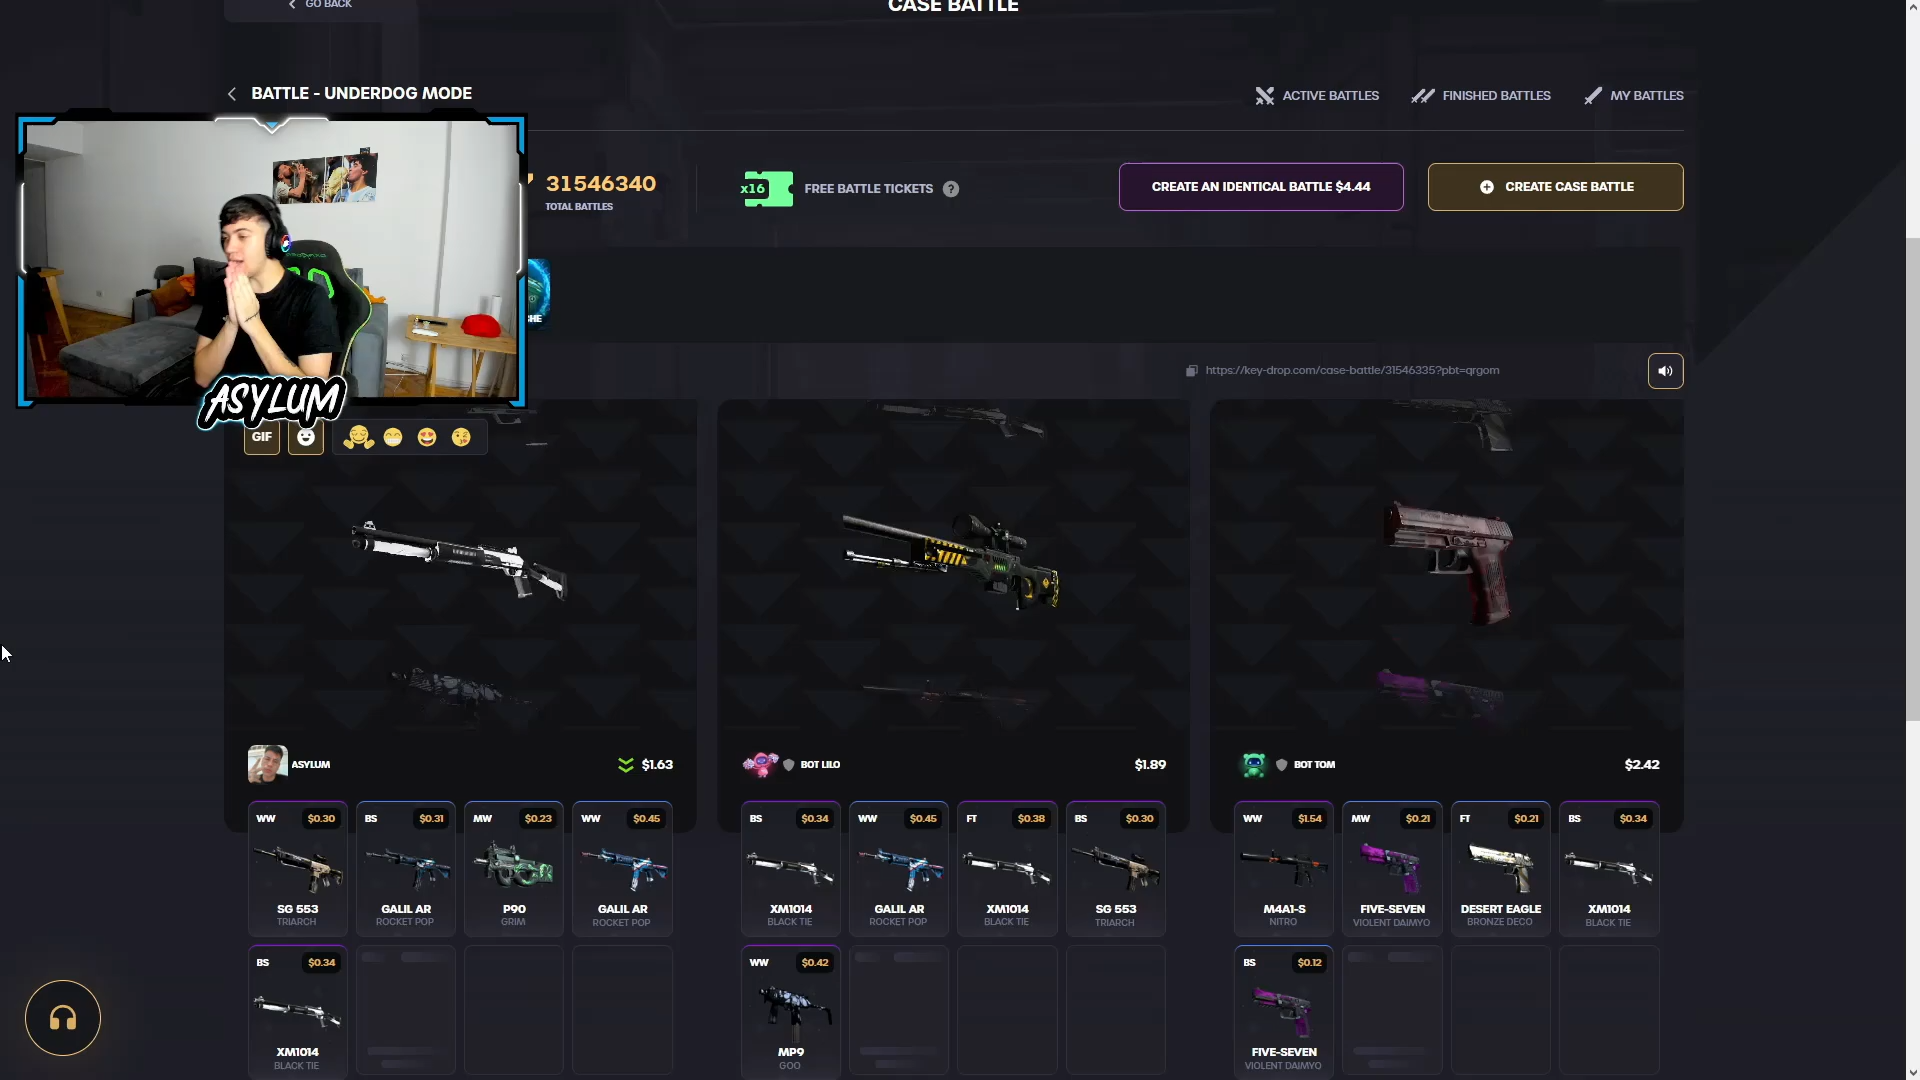 GO BACK
CASE BATTLE
BATTLE - UNDERDOG MODE
ACTIVE BATTLES
FINISHED BATTLES
MY BATTLES
31546340
TOTAL BATTLES
x16
FREE BATTLE TICKETS
?
CREATE AN IDENTICAL BATTLE $4.44
CREATE CASE BATTLE
CHE
https://key-drop.com/case-battle/31546335?pbt=qrgom
ASYLUM
GIF
ASYLUM
$1.63
BOT LILO
$1.89
BOT TOM
$2.42
WW $0.30
BS $0.31
MW $0.23
WW $0.45
BS $0.34
WW $0.45
FT $0.38
BS $0.30
WW $1.54
MW $0.21
FT $0.21
BS $0.34
SG 553
TRIARCH
GALIL AR
ROCKET POP
P90
GRIM
GALIL AR
ROCKET POP
XM1014
BLACK TIE
GALIL AR
ROCKET POP
XM1014
BLACK TIE
SG 553
TRIARCH
M4A1-S
NITRO
FIVE-SEVEN
VIOLENT DAIMYO
DESERT EAGLE
BRONZE DECO
XM1014
BLACK TIE
BS $0.34
WW $0.42
BS $0.12
XM1014
BLACK TIE
MP9
GOO
FIVE-SEVEN
VIOLENT DAIMYO